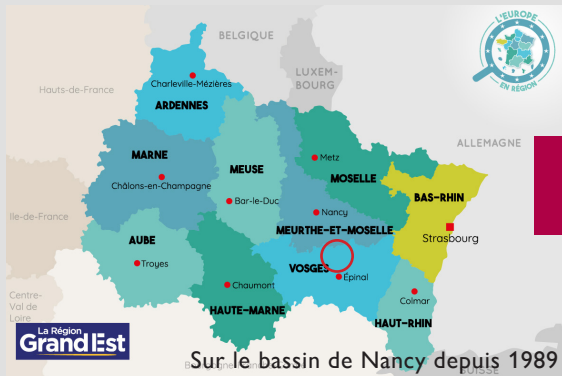 L'EUROPE
EN RÉGION
BELGIQUE
LUXEM-
BOURG
Hauts-de-France
Charleville-Mézières
ARDENNES
ALLEMAGNE
MARNE
Châlons-en-Champagne
MEUSE
Bar-le-Duc
Metz
MOSELLE
BAS-RHIN
Nancy
MEURTHE-ET-MOSELLE
Strasbourg
Ile-de-France
AUBE
Troyes
VOSGES
Épinal
Chaumont
HAUTE-MARNE
Colmar
HAUT-RHIN
Centre-
Val de
Loire
La Région
Grand Est
Sur le bassin de Nancy depuis 1989
SUISSE